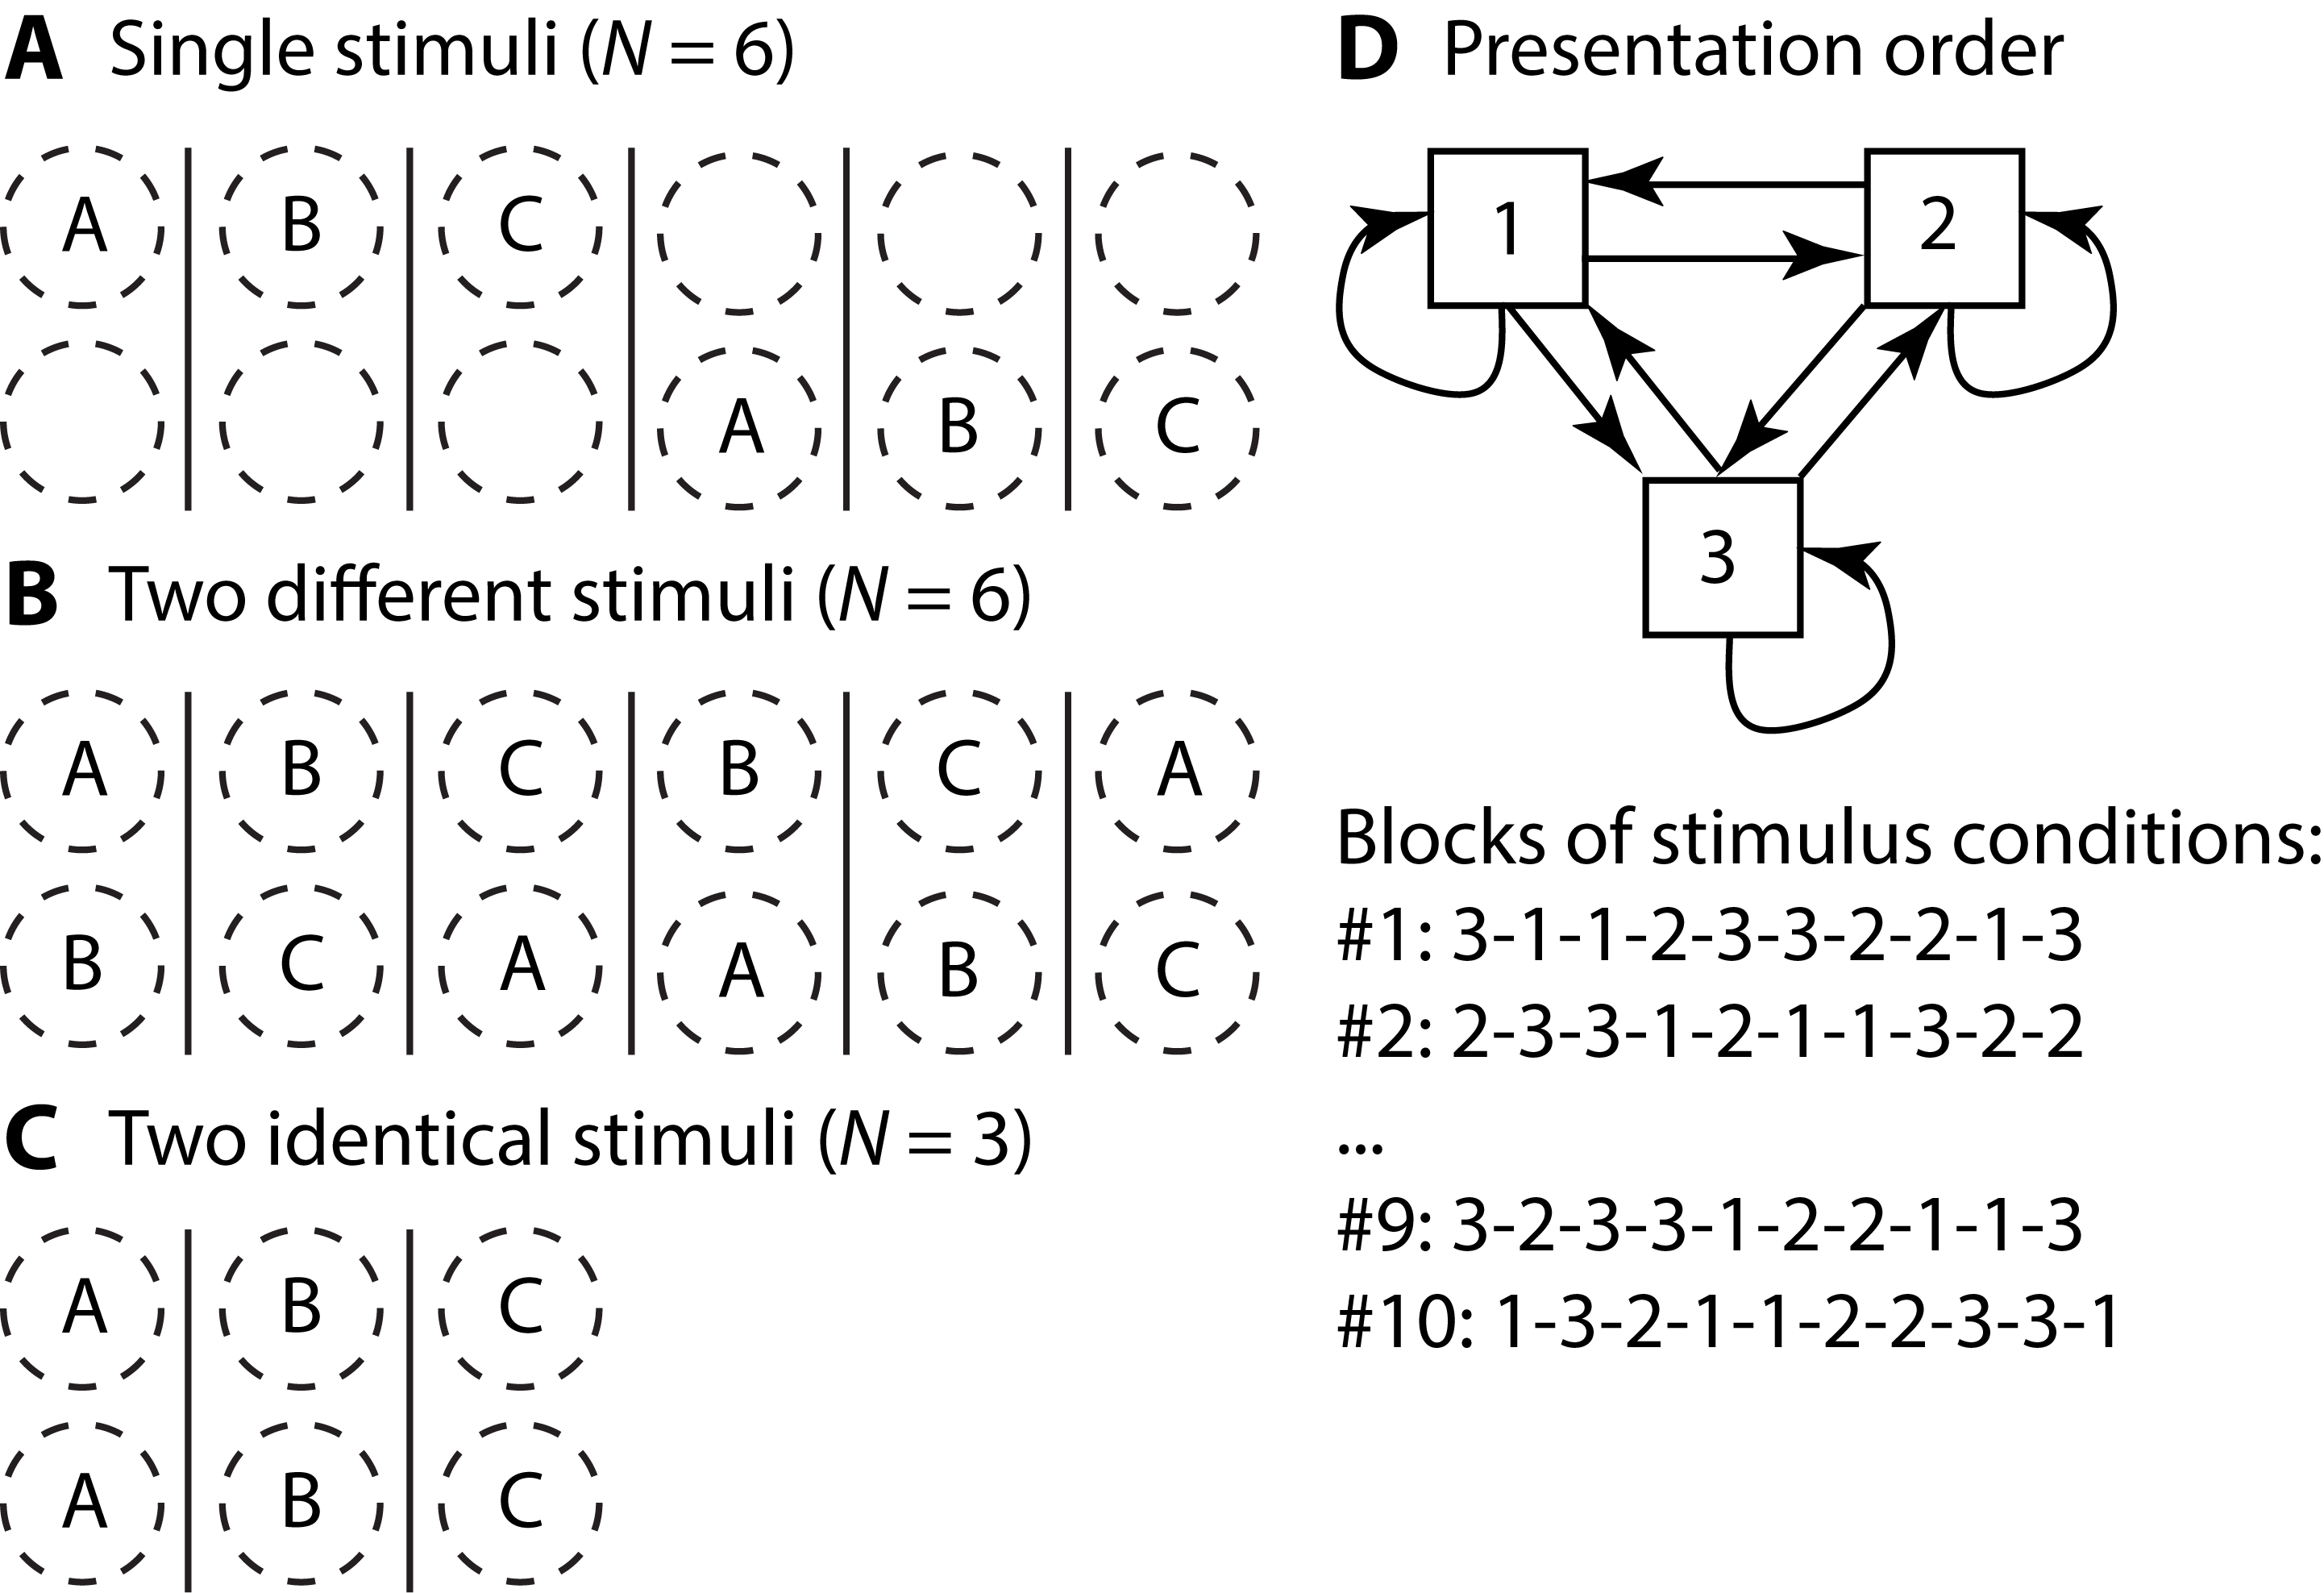 A Single stimuli (N = 6)
A B C
A B C
B Two different stimuli (N = 6)
A B C B C A
B C A A B C
C Two identical stimuli (N = 3)
A B C
A B C
D Presentation order
1 2
3
Blocks of stimulus conditions:
#1: 3-1-1-2-3-3-2-2-1-3
#2: 2-3-3-1-2-1-1-3-2-2
...
#9: 3-2-3-3-1-2-2-1-1-3
#10: 1-3-2-1-1-2-2-3-3-1